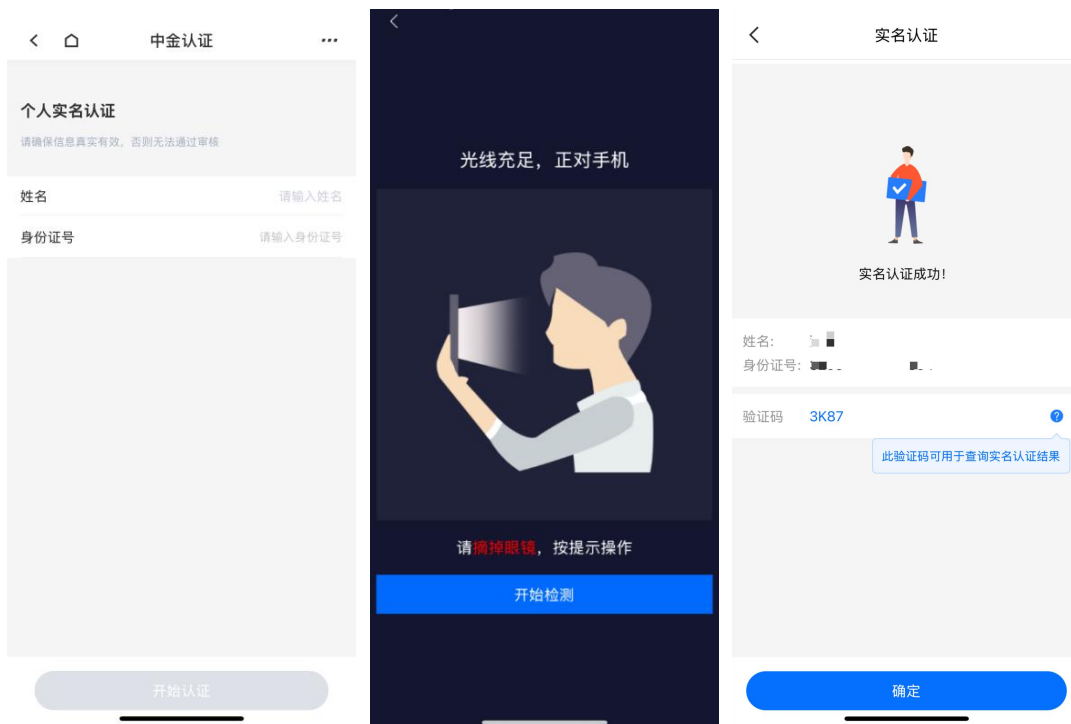 中金认证
个人实名认证
请确保信息真实有效，否则无法通过审核
姓名 请输入姓名
身份证号 请输入身份证号
开始认证
光线充足，正对手机
请摘掉眼镜，按提示操作
开始检测
实名认证
实名认证成功！
姓名:
身份证号:
验证码 3K87
此验证码可用于查询实名认证结果
确定